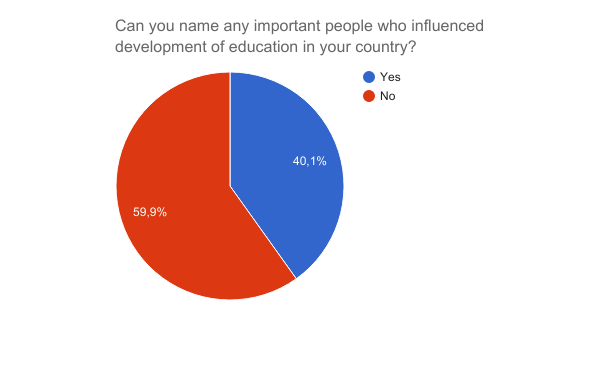 Can you name any important people who influenced
development of education in your country?
Yes
No
40,1%
59,9%